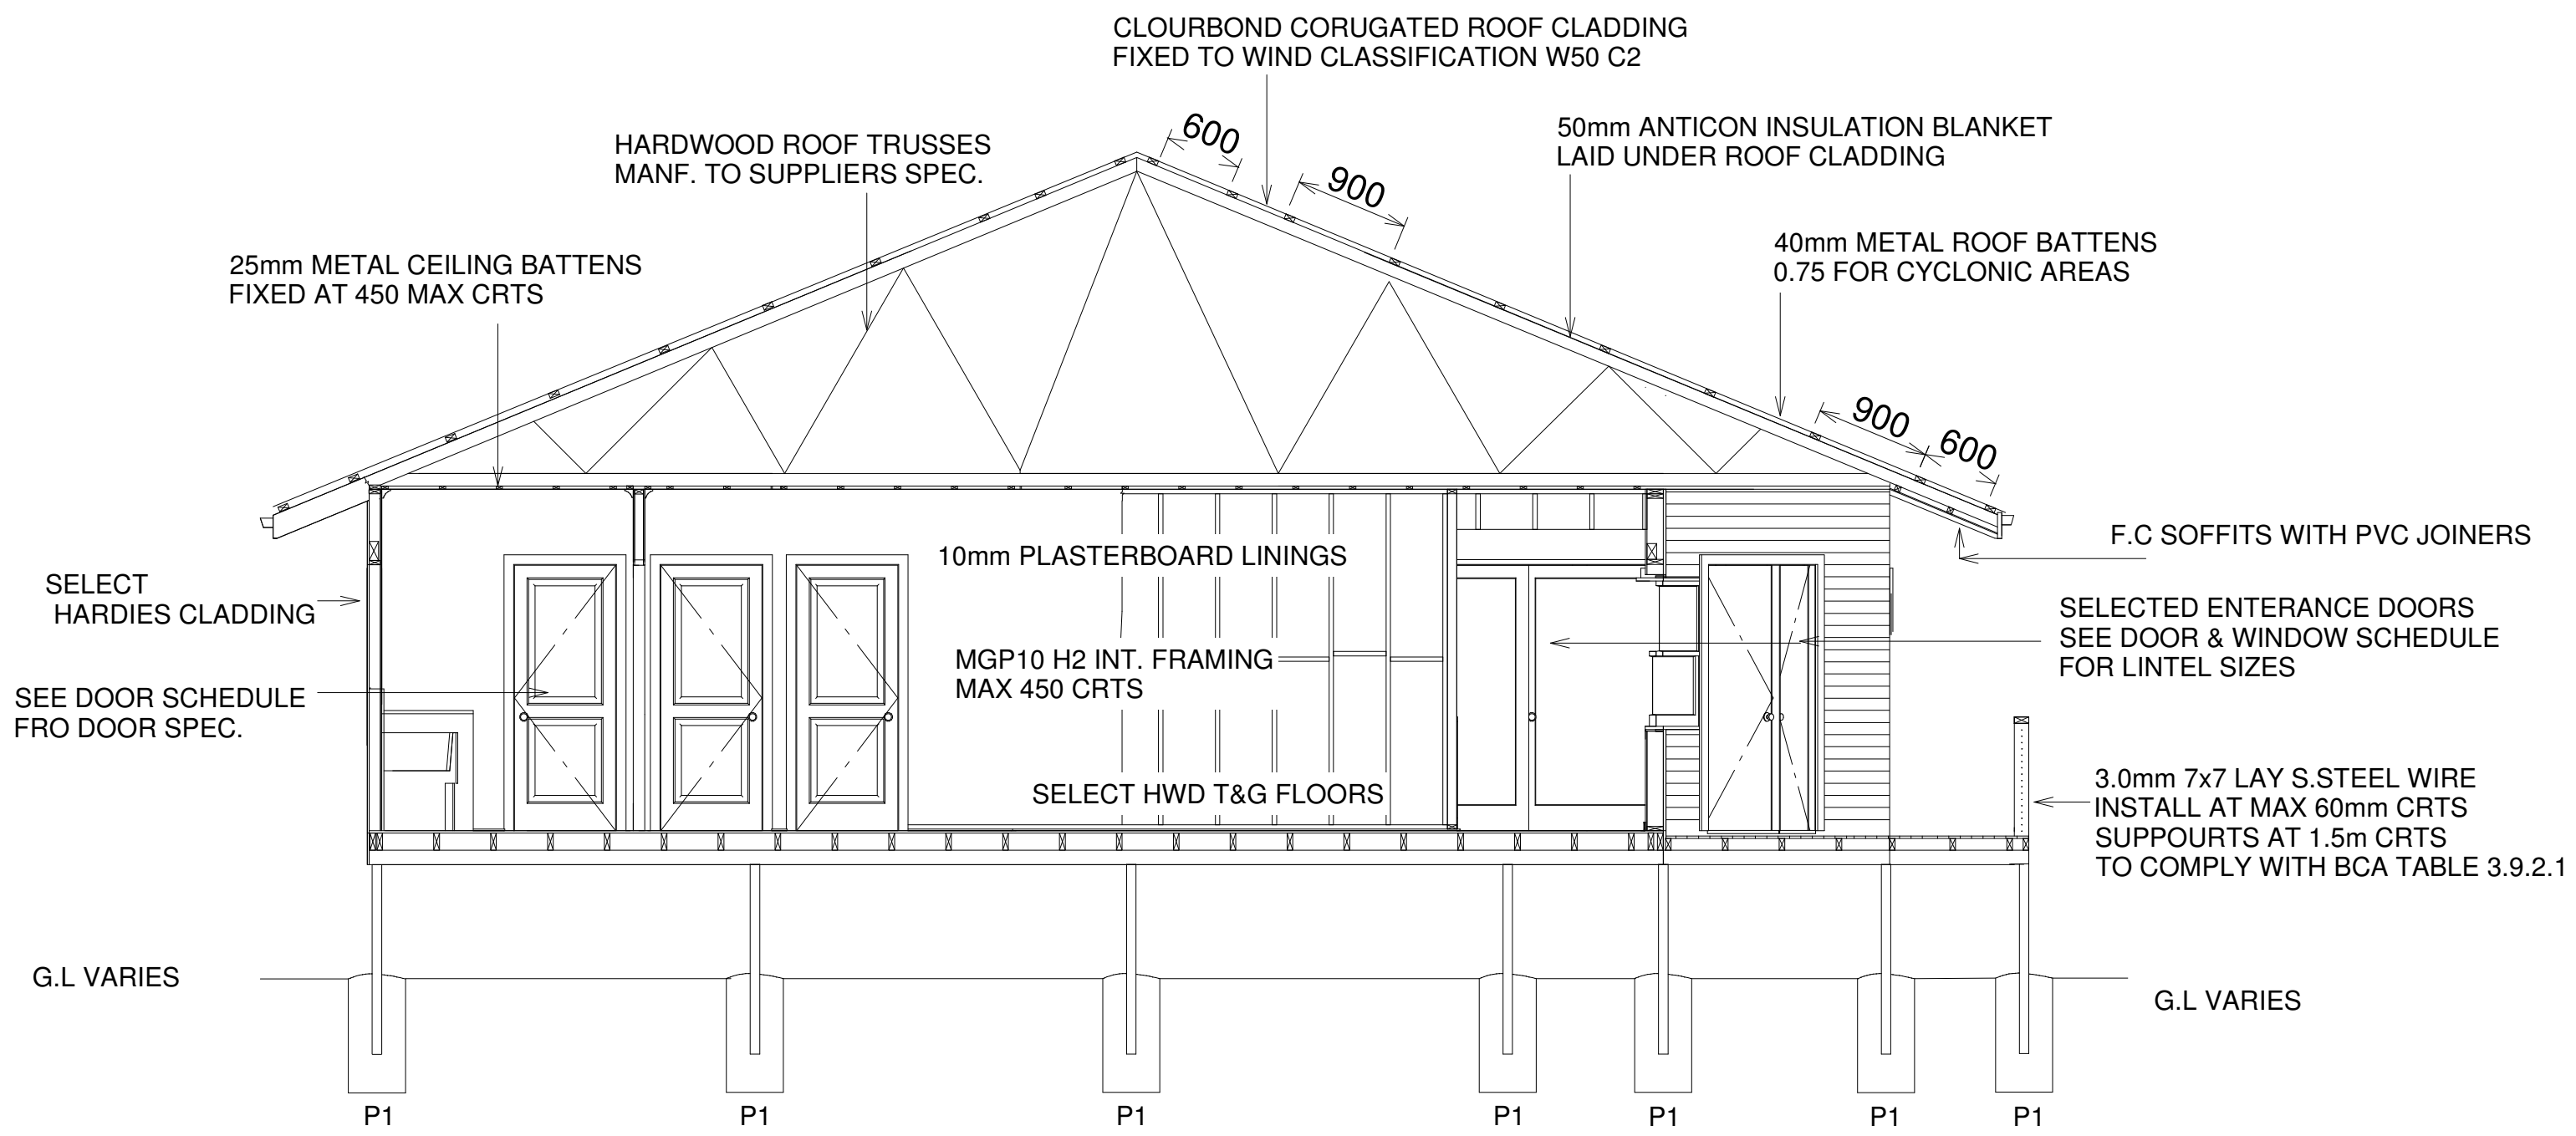 CLOURBOND CORUGATED ROOF CLADDING
FIXED TO WIND CLASSIFICATION W50 C2
600
900
50mm ANTICON INSULATION BLANKET
LAID UNDER ROOF CLADDING
HARDWOOD ROOF TRUSSES
MANF. TO SUPPLIERS SPEC.
40mm METAL ROOF BATTENS
0.75 FOR CYCLONIC AREAS
25mm METAL CEILING BATTENS
FIXED AT 450 MAX CRTS
900
600
F.C SOFFITS WITH PVC JOINERS
10mm PLASTERBOARD LININGS
SELECT
HARDIES CLADDING
SELECTED ENTERANCE DOORS
SEE DOOR & WINDOW SCHEDULE
FOR LINTEL SIZES
MGP10 H2 INT. FRAMING
MAX 450 CRTS
SEE DOOR SCHEDULE
FRO DOOR SPEC.
SELECT HWD T&G FLOORS
3.0mm 7x7 LAY S.STEEL WIRE
INSTALL AT MAX 60mm CRTS
SUPPOURTS AT 1.5m CRTS
TO COMPLY WITH BCA TABLE 3.9.2.1
G.L VARIES
G.L VARIES
P1
P1
P1
P1
P1
P1
P1